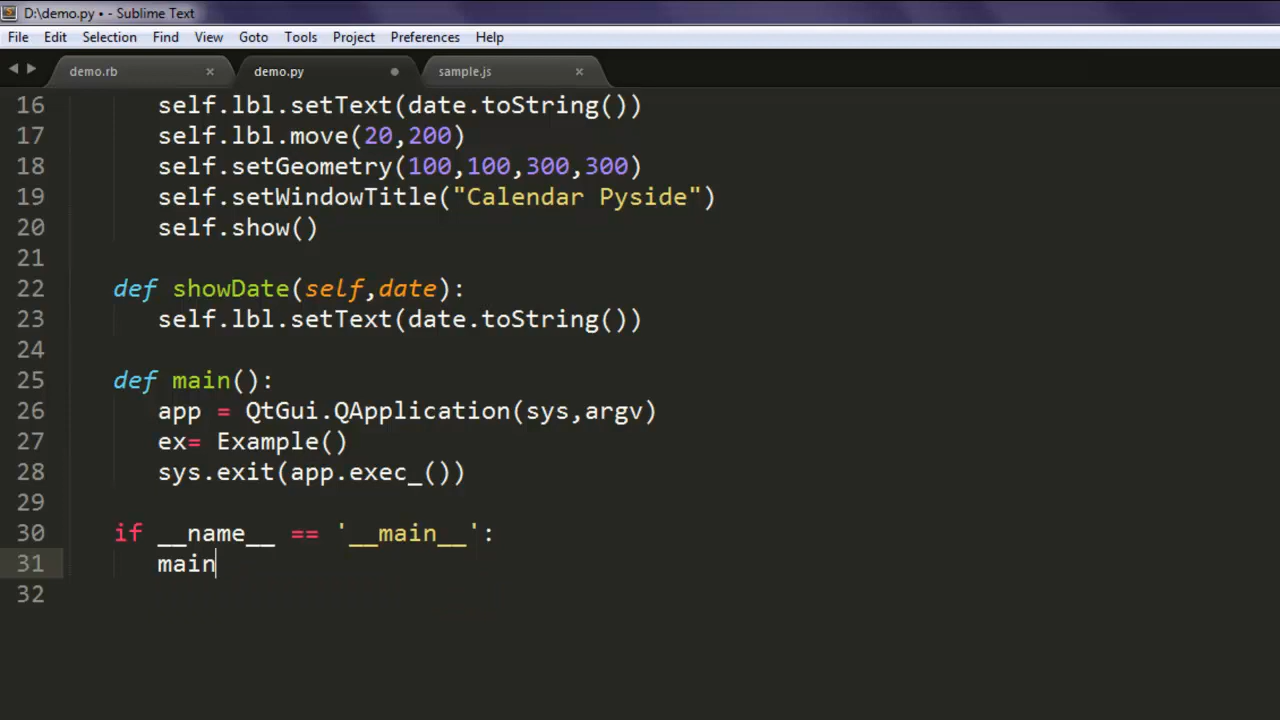 D:\demo.py • - Sublime Text
File Edit Selection Find View Goto Tools Project Preferences Help
demo.rb × demo.py sample.js ×
16 self.lbl.setText(date.toString())
17 self.lbl.move(20,200)
18 self.setGeometry(100,100,300,300)
19 self.setWindowTitle("Calendar Pyside")
20 self.show()
21
22 def showDate(self,date):
23 self.lbl.setText(date.toString())
24
25 def main():
26 app = QtGui.QApplication(sys,argv)
27 ex= Example()
28 sys.exit(app.exec_())
29
30 if __name__ == '__main__':
31 main
32